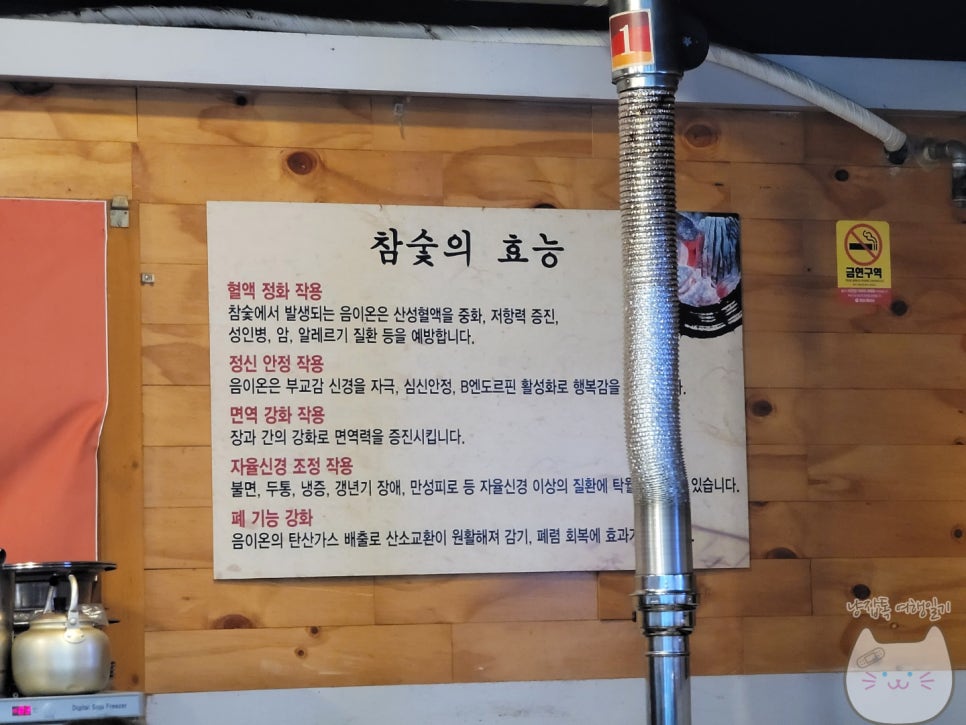 1
참숯의 효능
혈액 정화 작용
참숯에서 발생되는 음이온은 산성혈액을 중화, 저항력 증진,
성인병, 암, 알레르기 질환 등을 예방합니다.
정신 안정 작용
음이온은 부교감 신경을 자극, 심신안정, B엔도르핀 활성화로 행복감을
면역 강화 작용
장과 간의 강화로 면역력을 증진시킵니다.
자율신경 조정 작용
불면, 두통, 냉증, 갱년기 장애, 만성피로 등 자율신경 이상의 질환에 있습니다.
폐 기능 강화
음이온의 탄산가스 배출로 산소교환이 원활해져 감기, 폐렴 회복에
금연구역
Digital Soju Freezer
낭잡톡 여행일기